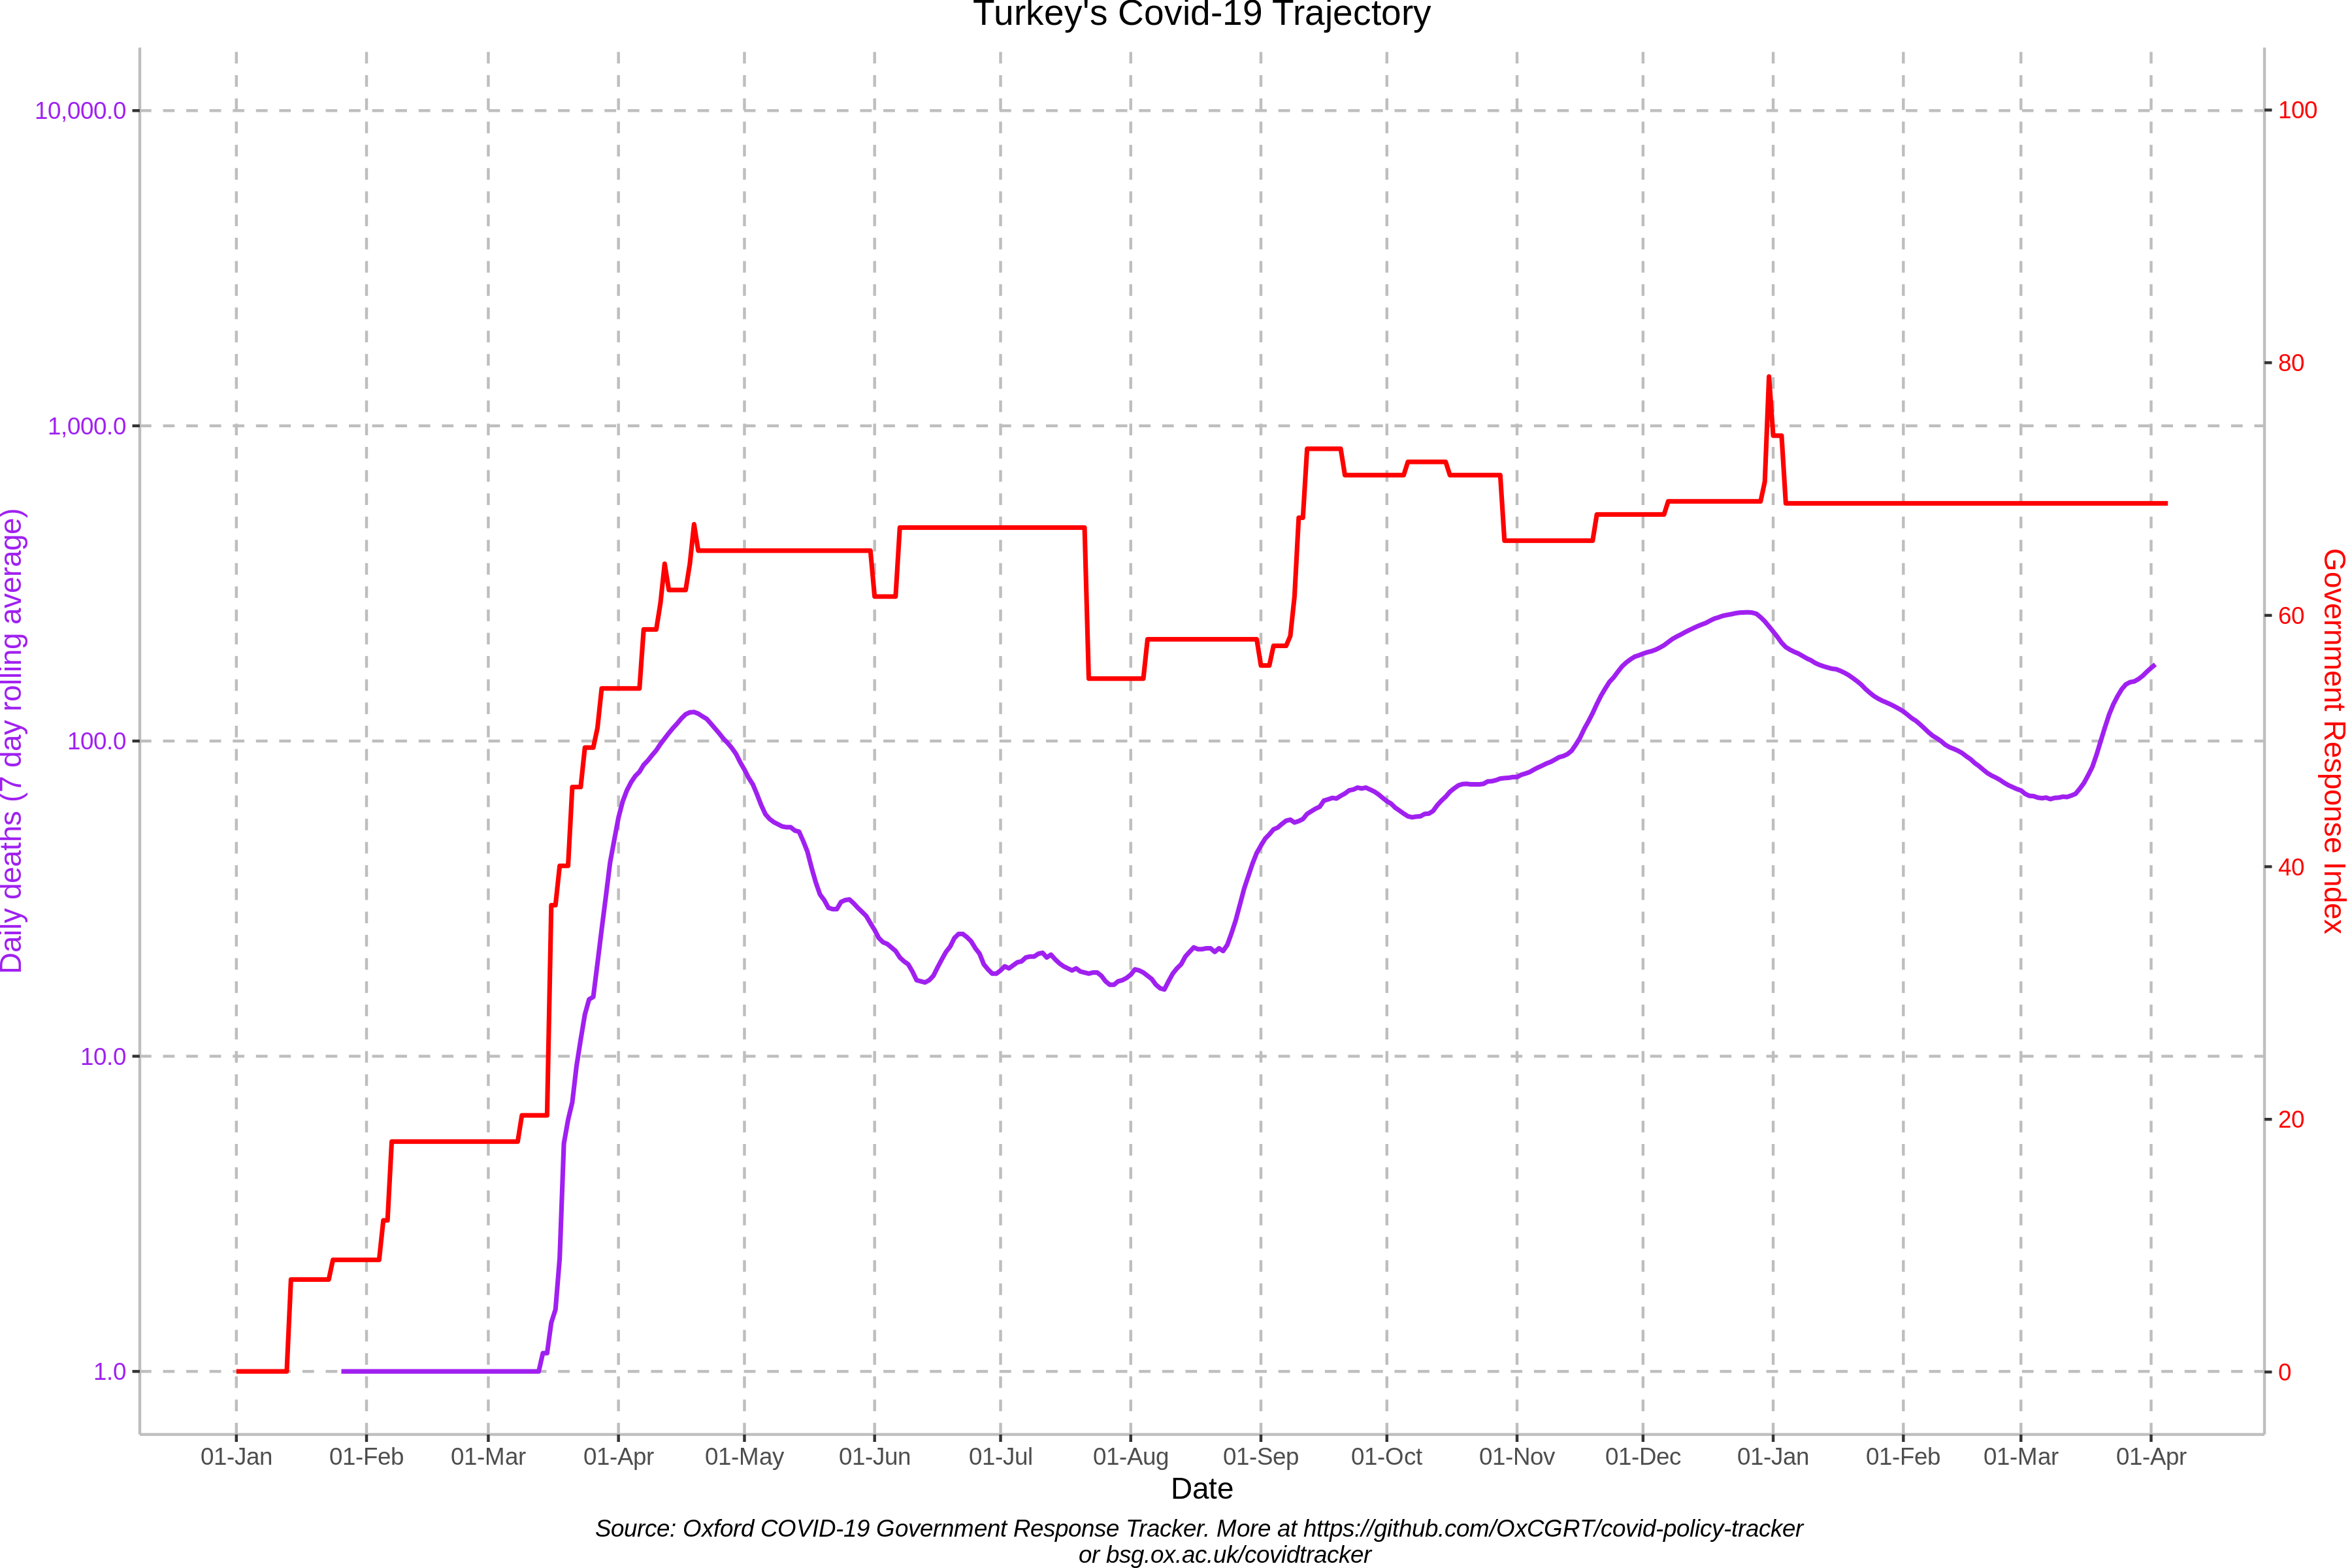 Turkey's Covid-19 Trajectory
10,000.0
1,000.0
100.0
10.0
1.0
Daily deaths (7 day rolling average)
100
80
60
40
20
0
Government Response Index
01-Jan 01-Feb 01-Mar 01-Apr 01-May 01-Jun 01-Jul 01-Aug 01-Sep 01-Oct 01-Nov 01-Dec 01-Jan 01-Feb 01-Mar 01-Apr
Date
Source: Oxford COVID-19 Government Response Tracker. More at https://github.com/OxCGRT/covid-policy-tracker
or bsg.ox.ac.uk/covidtracker